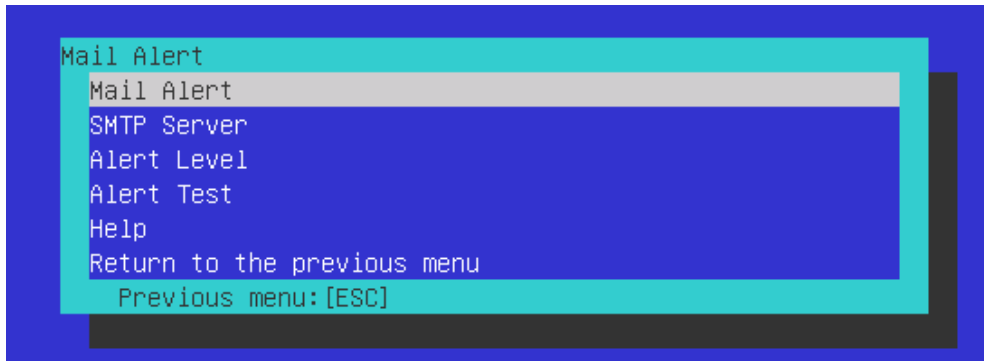 Mail Alert
Mail Alert
SMTP Server
Alert Level
Alert Test
Help
Return to the previous menu
Previous menu:[ESC]